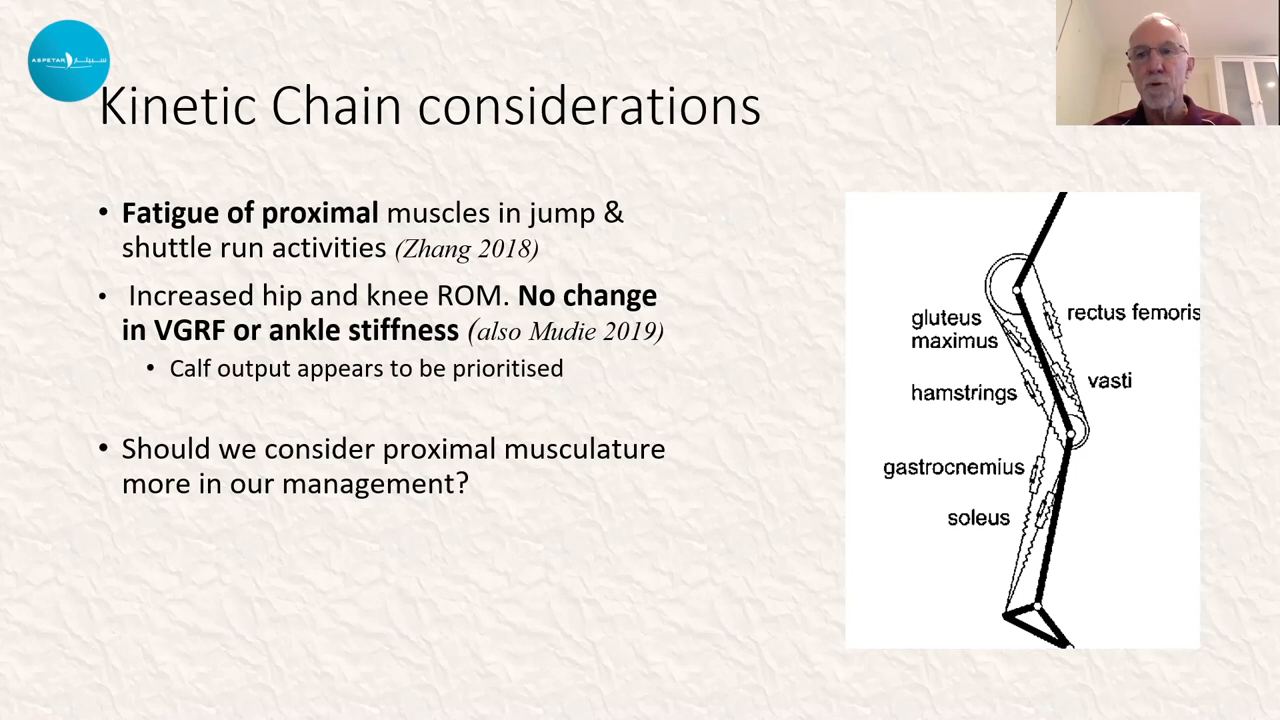 ASPETAR سبيتار
Kinetic Chain considerations
• Fatigue of proximal muscles in jump &
shuttle run activities (Zhang 2018)
• Increased hip and knee ROM. No change
in VGRF or ankle stiffness (also Mudie 2019)
• Calf output appears to be prioritised
• Should we consider proximal musculature
more in our management?
gluteus
maximus
rectus femoris
hamstrings
vasti
gastrocnemius
soleus